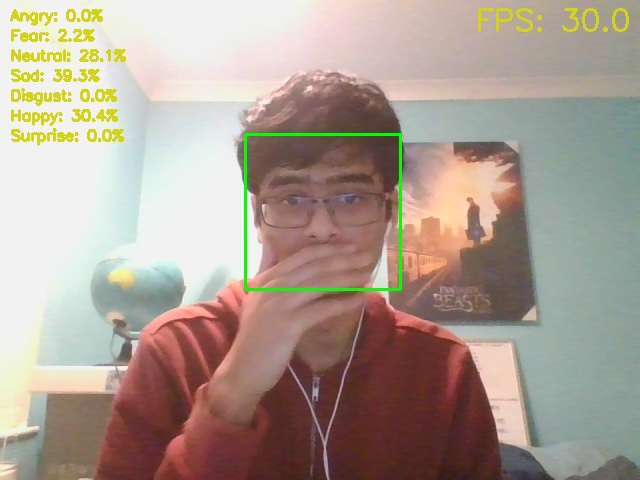 Angry: 0.0%
Fear: 2.2%
Neutral: 28.1%
Sad: 39.3%
Disgust: 0.0%
Happy: 30.4%
Surprise: 0.0%
FPS: 30.0
FANTASTIC
BEASTS